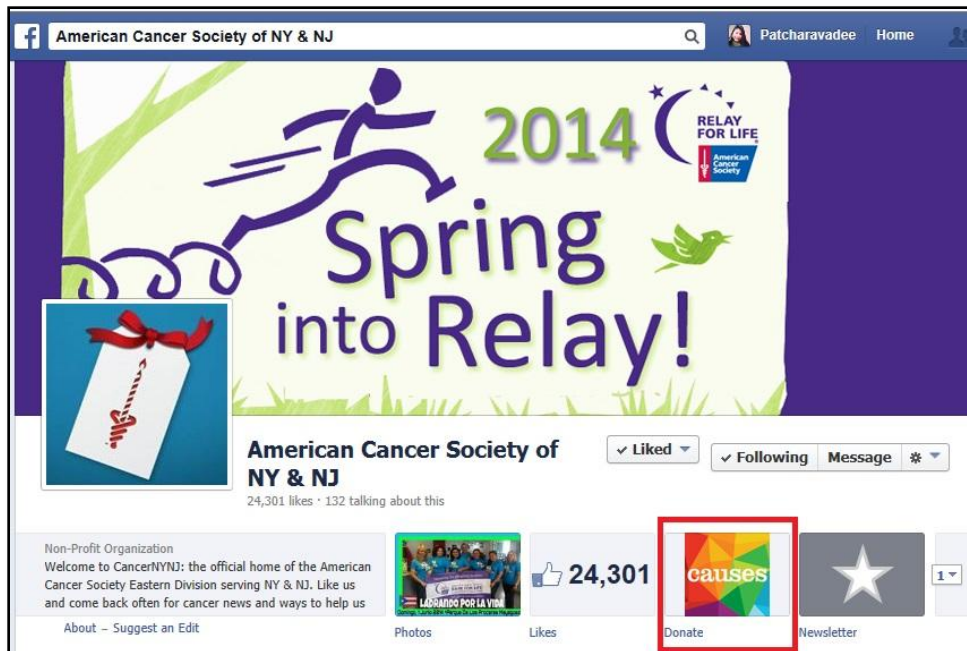 American Cancer Society of NY & NJ
Patcharavadee
Home
2014
RELAY
FOR LIFE
American
Cancer
Society
Spring
into Relay!
American Cancer Society of
NY & NJ
24,301 likes · 132 talking about this
✓ Liked
✓ Following
Message
Non-Profit Organization
Welcome to CancerNYNJ: the official home of the American
Cancer Society Eastern Division serving NY & NJ. Like us
and come back often for cancer news and ways to help us
About – Suggest an Edit
LADRANDO POR LA VIDA
Photos
24,301
Likes
causes
Donate
Newsletter
1